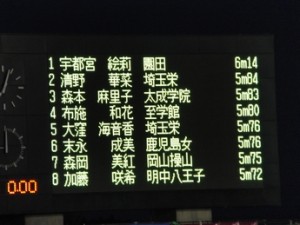 1 宇都宮 絵莉 園田 6m14
2 清野 華菜 埼玉栄 5m84
3 森本 麻里子 太成学院 5m83
4 布施 和花 至学館 5m80
5 大窪 海音香 埼玉栄 5m76
6 末永 成美 鹿児島女 5m76
7 森岡 美紅 岡山操山 5m75
8 加藤 咲希 明中八王子 5m72
0.00